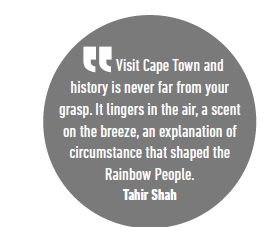 ❝ Visit Cape Town and
history is never far from your
grasp. It lingers in the air, a scent
on the breeze, an explanation of
circumstance that shaped the
Rainbow People.
Tahir Shah